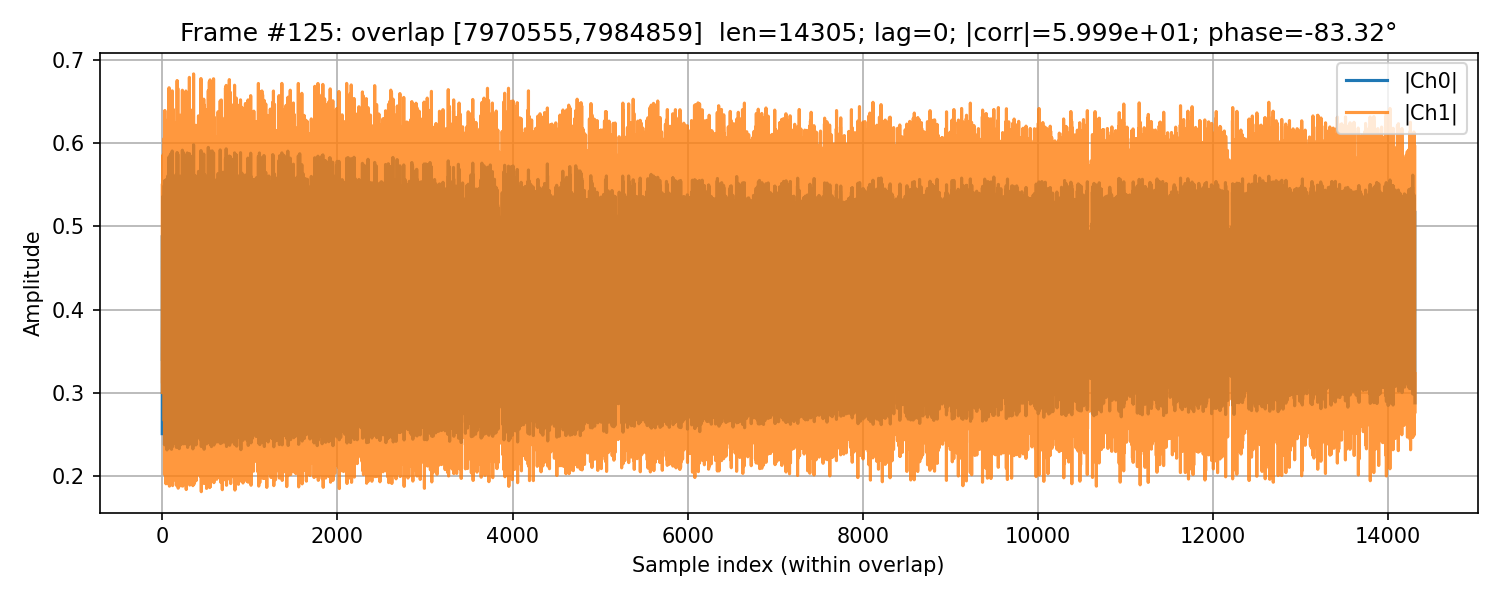 Frame #125: overlap [7970555,7984859]  len=14305; lag=0; |corr|=5.999e+01; phase=-83.32°
|Ch0|
|Ch1|
Amplitude
0.7
0.6
0.5
0.4
0.3
0.2
0 2000 4000 6000 8000 10000 12000 14000
Sample index (within overlap)